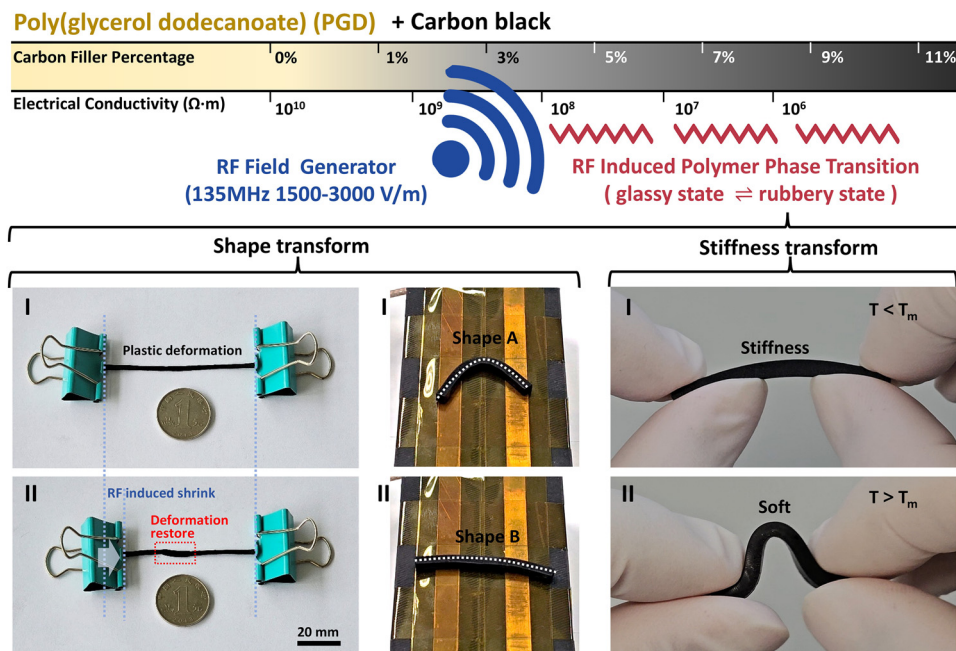 Poly(glycerol dodecanoate) (PGD) + Carbon black
Carbon Filler Percentage 0% 1% 3% 5% 7% 9% 11%
Electrical Conductivity (Ω·m) 10¹⁰ 10⁹ 10⁸ 10⁷ 10⁶
RF Field Generator
(135MHz 1500-3000 V/m)
RF Induced Polymer Phase Transition
( glassy state ⇌ rubbery state )
Shape transform
Stiffness transform
I
Plastic deformation
1
II
RF induced shrink
Deformation
restore
1
20 mm
I
Shape A
II
Shape B
I
T < Tₘ
Stiffness
II
T > Tₘ
Soft